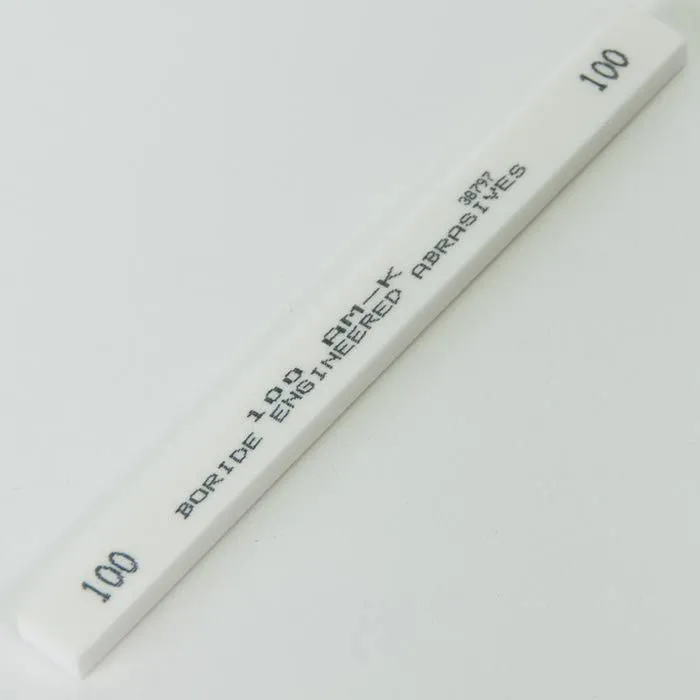 100
100 AM-K
38797
BORIDE ENGINEERED ABRASIVES
100